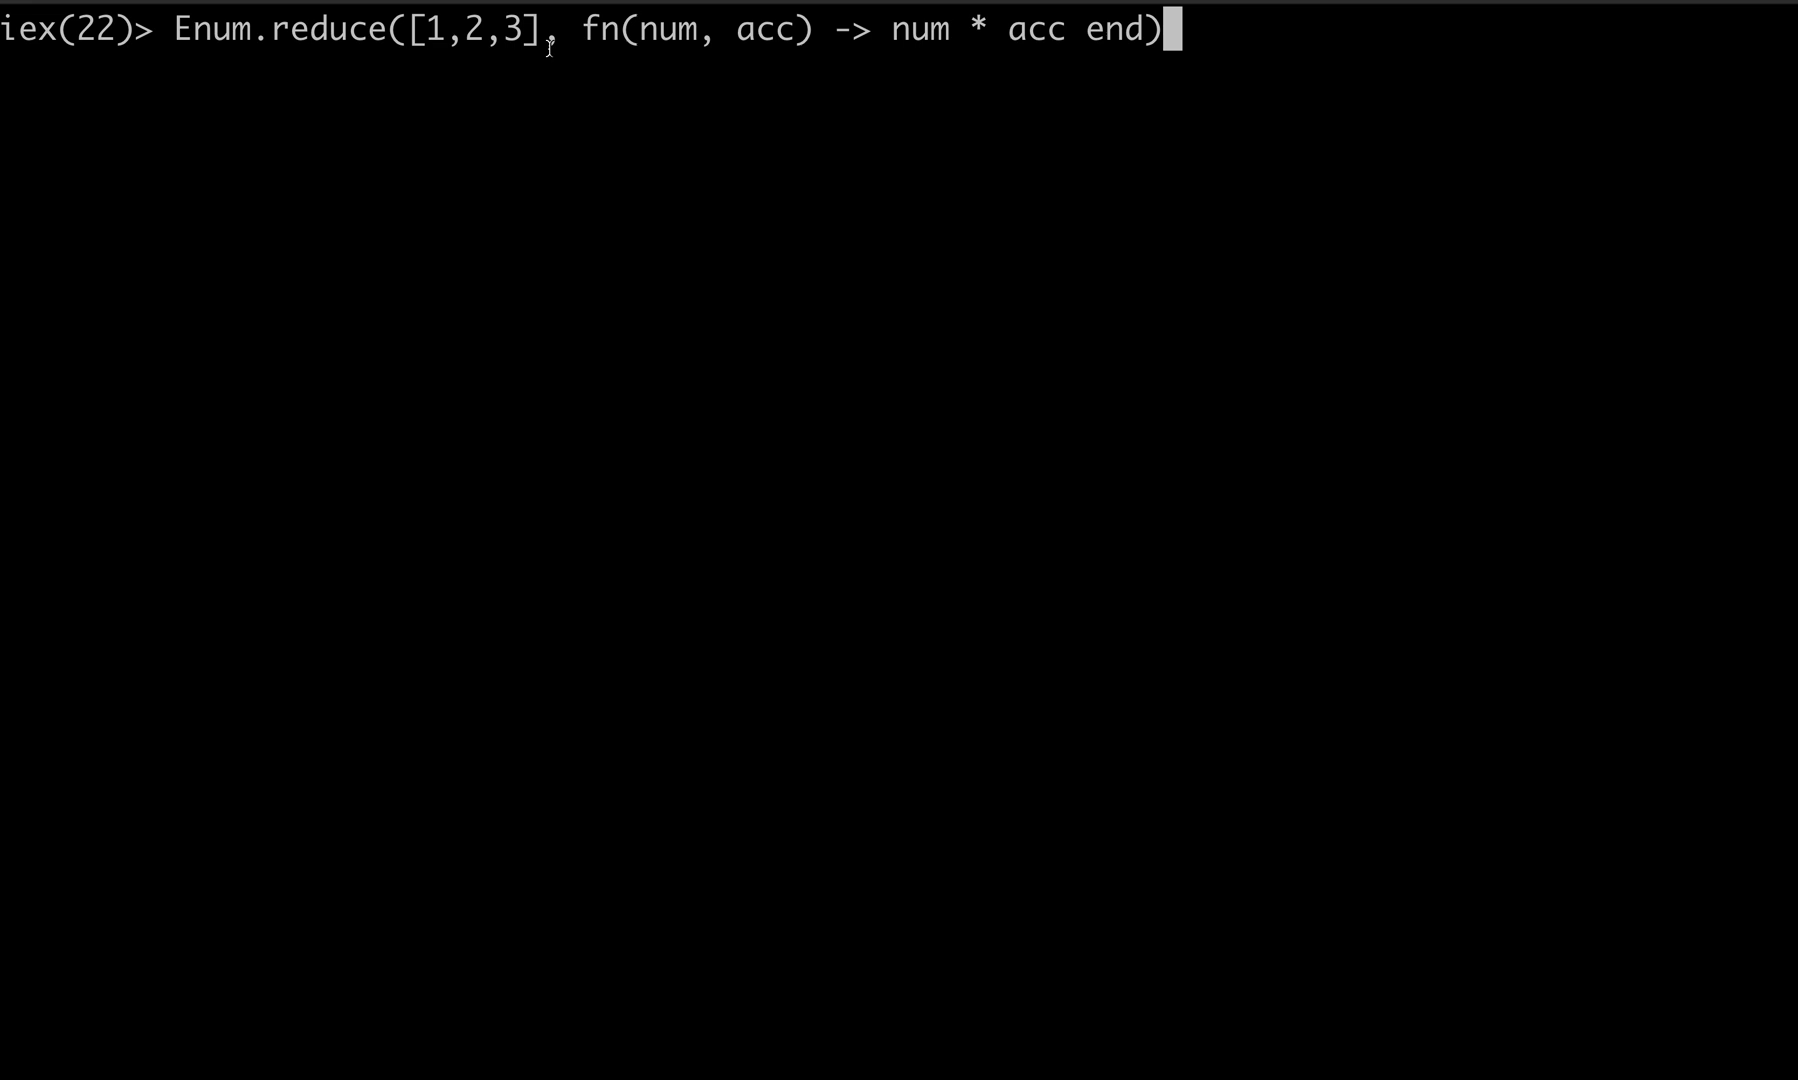 iex(22)> Enum.reduce([1,2,3], fn(num, acc) -> num * acc end)